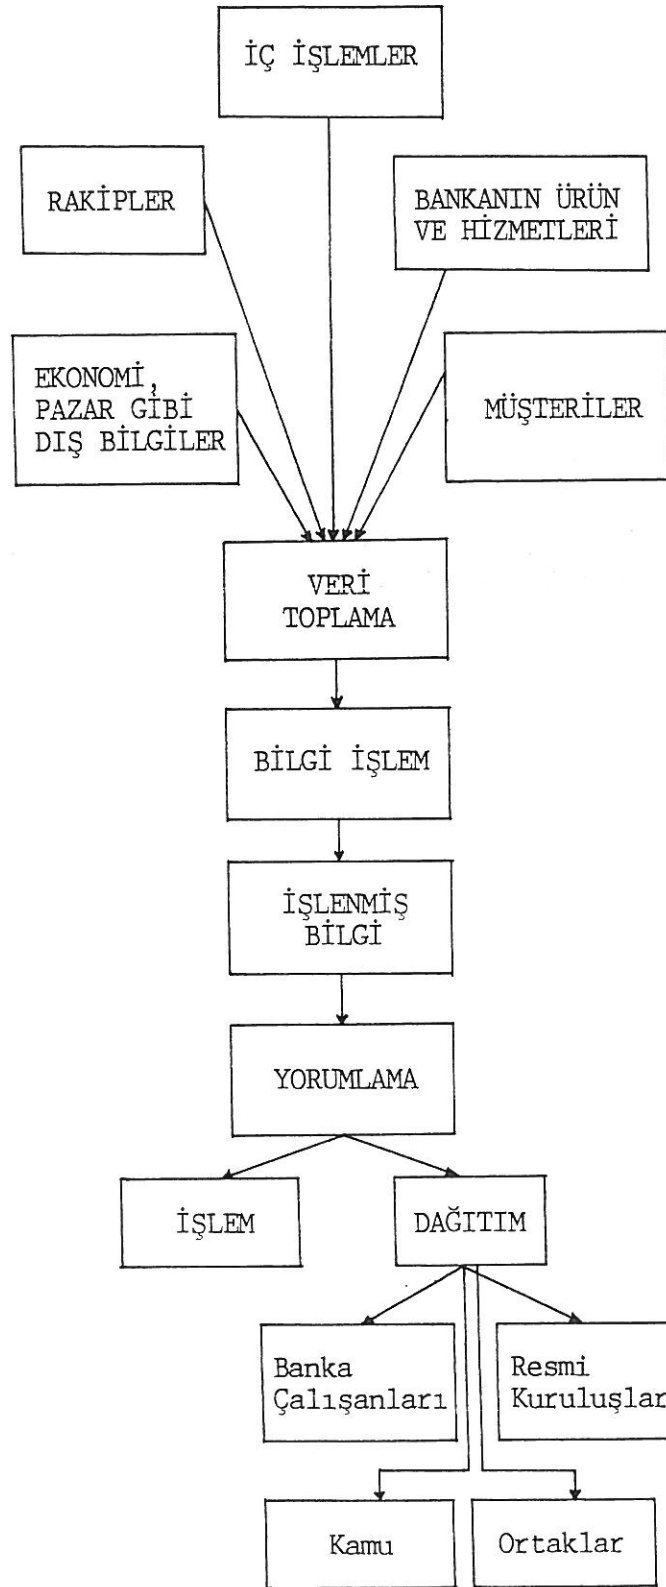 İÇ İŞLEMLER
RAKİPLER
BANKANIN ÜRÜN
VE HİZMETLERİ
EKONOMİ,
PAZAR GİBİ
DIŞ BİLGİLER
MÜŞTERİLER
VERİ
TOPLAMA
BİLGİ İŞLEM
İŞLENMİŞ
BİLGİ
YORUMLAMA
İŞLEM
DAĞITIM
Banka
Çalışanları
Resmi
Kuruluşlar
Kamu
Ortaklar